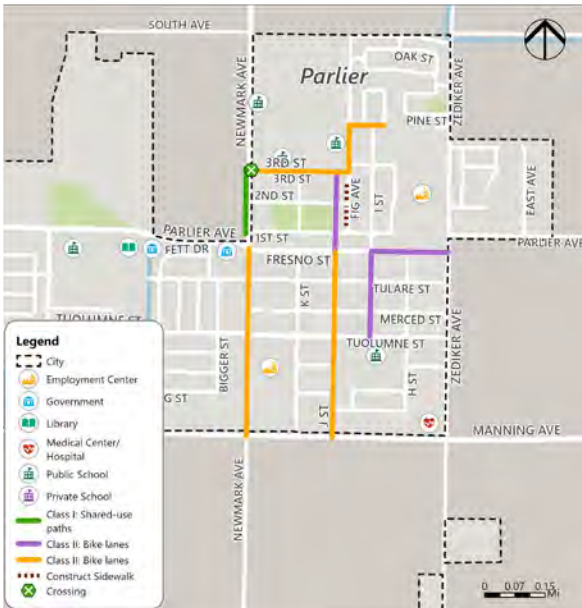 SOUTH AVE
NEWMARK AVE
Parlier
OAK ST
ZEDIKER AVE
PINE ST
3RD ST
3RD ST
2ND ST
FIG AVE
I ST
EAST AVE
PARLIER AVE
1ST ST
PARLIER AVE
FETT DR
FRESNO ST
TULARE ST
K ST
MERCED ST
TUOLUMNE ST
TUOLUMNE ST
ZEDIKER AVE
BIGGER ST
G ST
H ST
J ST
MANNING AVE
NEWMARK AVE
Legend
City
Employment Center
Government
Library
Medical Center/
Hospital
Public School
Private School
Class I: Shared-use
paths
Class II: Bike lanes
Class II: Bike lanes
Construct Sidewalk
Crossing
0 0.07 0.15
Mi